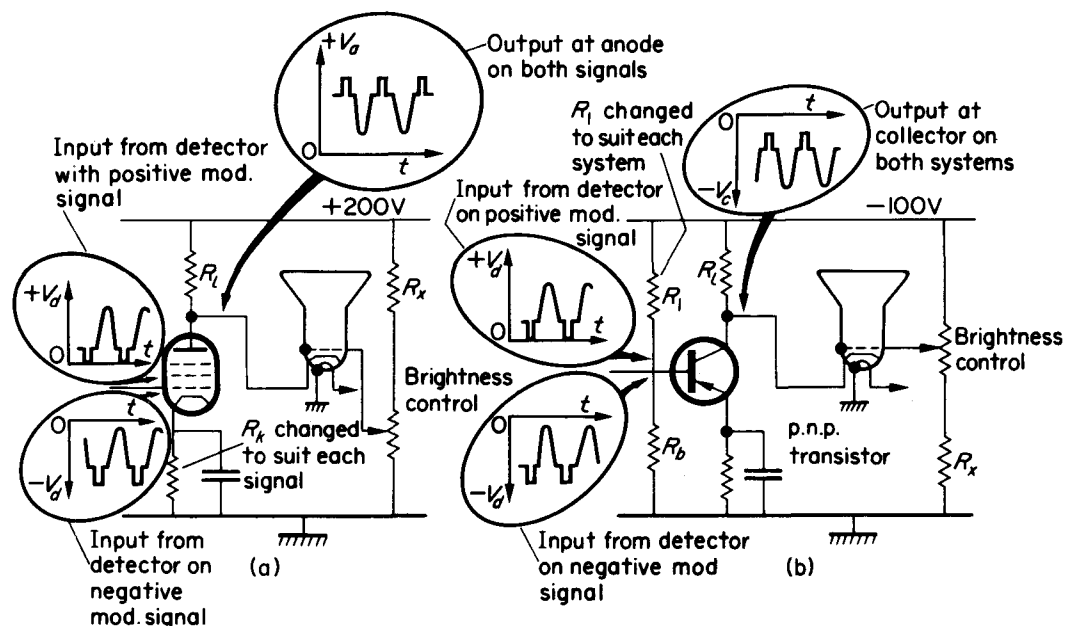 +Va
O
t
Output at anode
on both signals
Input from detector
with positive mod.
signal
+200V
Rl
Rx
+Vd
O
t
O
t
−Vd
Rk changed
to suit each
signal
Brightness
control
Input from
detector on
negative
mod. signal
(a)
R1 changed
to suit each
system
O
t
−Vc
Output at
collector on
both systems
Input from detector
on positive mod.
signal
−100V
+Vd
O
t
R1
Rl
Brightness
control
O
t
−Vd
Rb
p.n.p.
transistor
Rx
Input from detector
on negative mod
signal
(b)